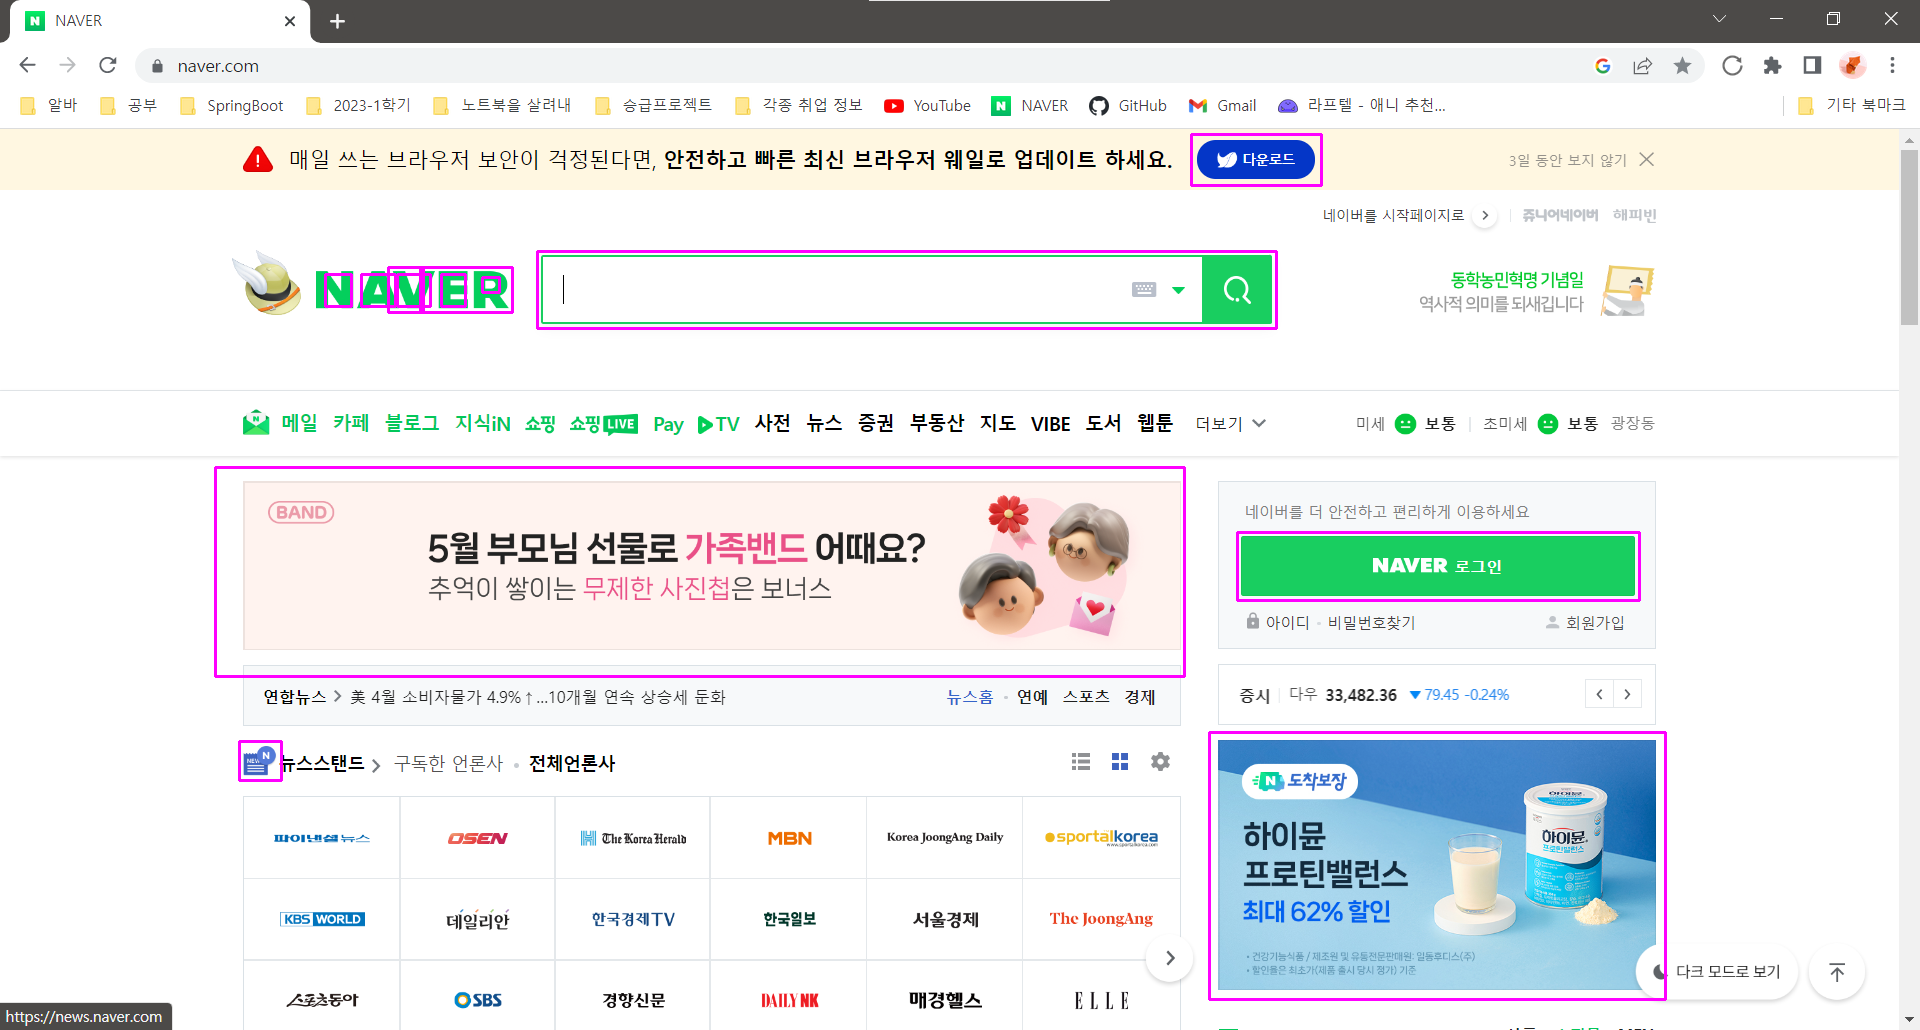 NAVER
naver.com
알바 공부 SpringBoot 2023-1학기 노트북을 살려내 승급프로젝트 각종 취업 정보 YouTube NAVER GitHub Gmail 라프텔 - 애니 추천... 기타 북마크
매일 쓰는 브라우저 보안이 걱정된다면, 안전하고 빠른 최신 브라우저 웨일로 업데이트 하세요. 다운로드 3일 동안 보지 않기
네이버를 시작페이지로 쥬니어네이버 해피빈
NAVER
동학농민혁명 기념일
역사적 의미를 되새깁니다
메일 카페 블로그 지식iN 쇼핑 쇼핑LIVE Pay TV 사전 뉴스 증권 부동산 지도 VIBE 도서 웹툰 더보기 미세 보통 초미세 보통 광장동
BAND
5월 부모님 선물로 가족밴드 어때요?
추억이 쌓이는 무제한 사진첩은 보너스
네이버를 더 안전하고 편리하게 이용하세요
NAVER 로그인
아이디 · 비밀번호찾기 회원가입
연합뉴스 > 美 4월 소비자물가 4.9%↑…10개월 연속 상승세 둔화 뉴스홈 · 연예 스포츠 경제
증시 다우 33,482.36 ▼79.45 -0.24%
뉴스스탠드 > 구독한 언론사 · 전체언론사
파이낸셜뉴스 OSEN The Korea Herald MBN Korea JoongAng Daily sportalkorea
www.sportalkorea.com
KBS WORLD 데일리안 한국경제TV 한국일보 서울경제 The JoongAng
스포츠동아 SBS 경향신문 DAILY NK 매경헬스 ELLE
N 도착보장
하이뮨
프로틴밸런스
최대 62% 할인
하이뮨
프로틴밸런스
• 건강기능식품 / 제조원 및 유통전문판매원: 일동후디스(주)
• 할인율은 최초가(제품 출시 당시 정가) 기준
다크 모드로 보기
https://news.naver.com